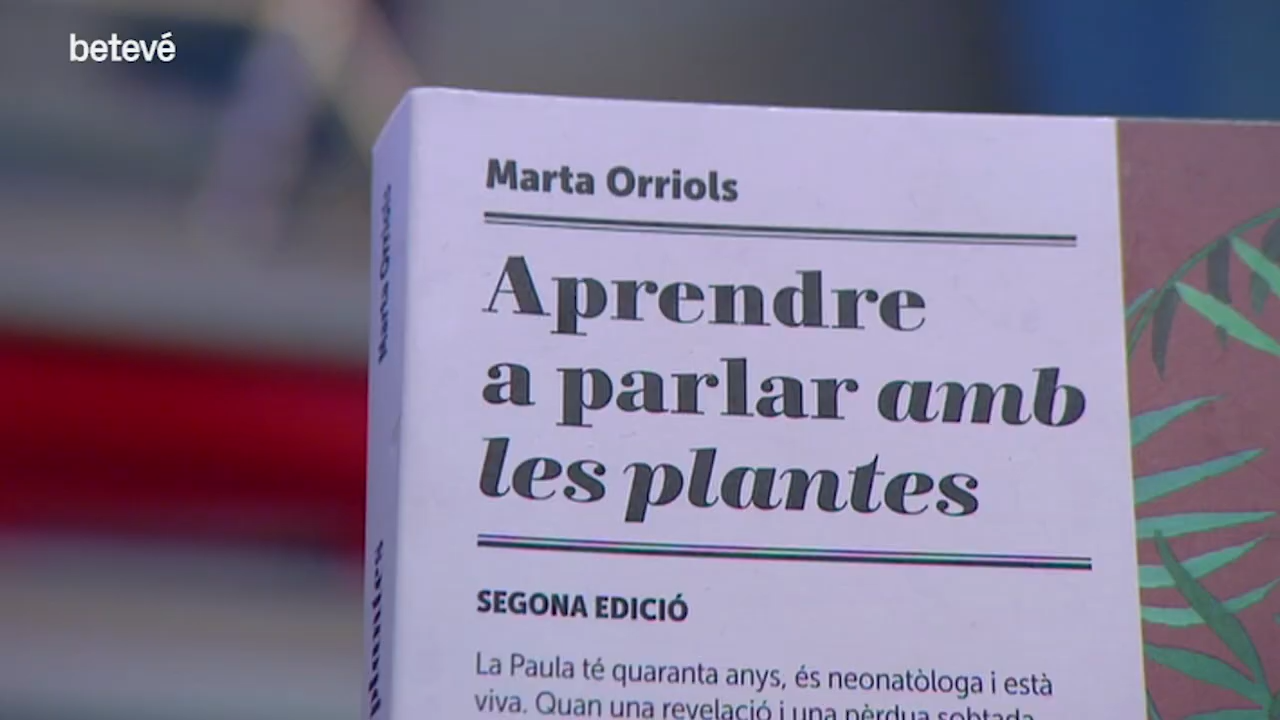 betevé
Marta Orriols
Aprendre
a parlar amb
les plantes
SEGONA EDICIÓ
La Paula té quaranta anys, és neonatòloga i està
viva. Quan una revelació i una pèrdua sobtada
Marta Orriols